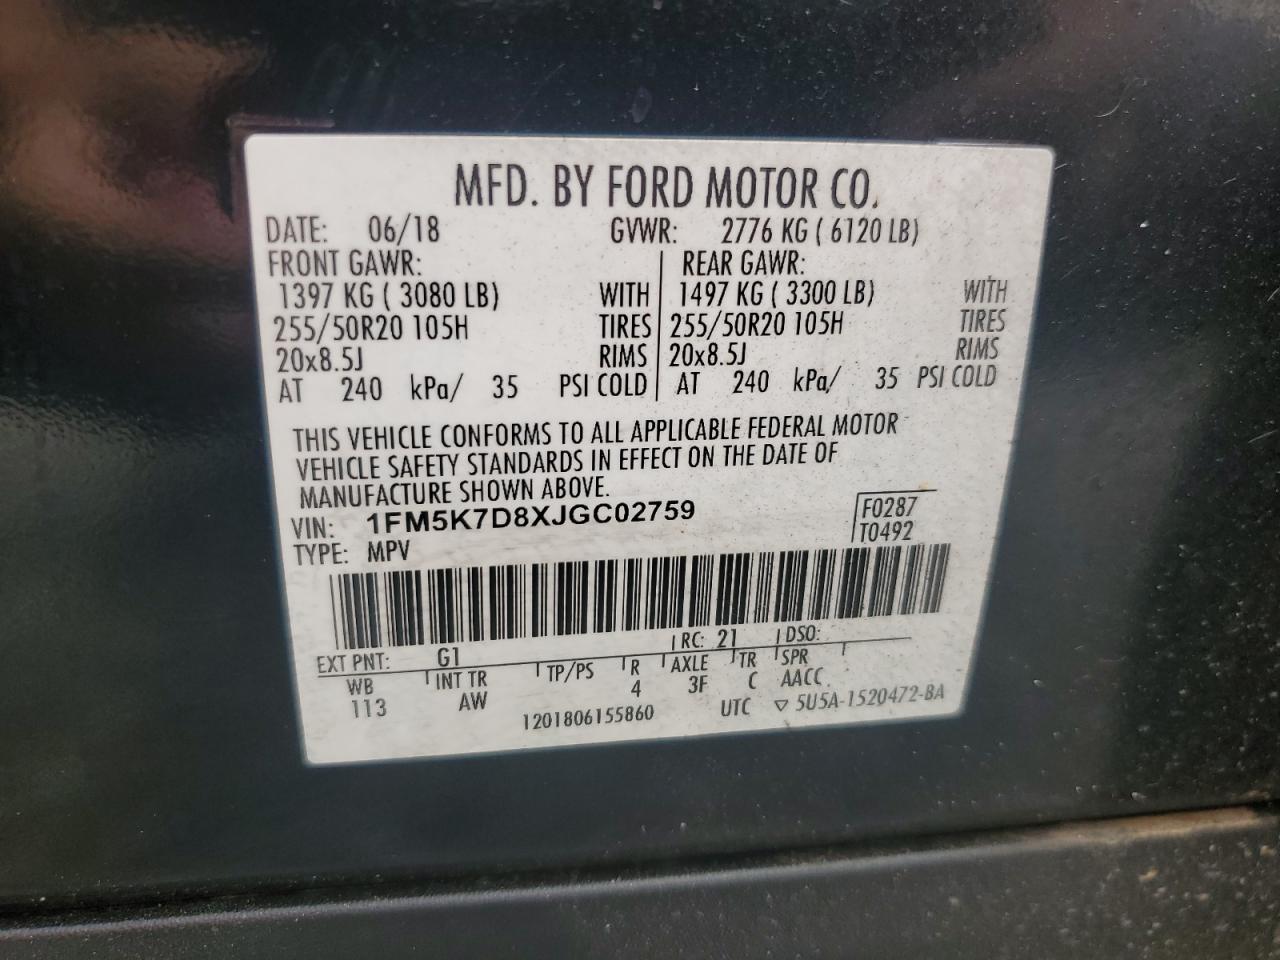 MFD. BY FORD MOTOR CO.
DATE: 06/18 GVWR: 2776 KG ( 6120 LB)
FRONT GAWR: REAR GAWR:
1397 KG ( 3080 LB) WITH 1497 KG ( 3300 LB) WITH
255/50R20 105H TIRES 255/50R20 105H TIRES
20x8.5J RIMS 20x8.5J RIMS
AT 240 kPa/ 35 PSI COLD AT 240 kPa/ 35 PSI COLD
THIS VEHICLE CONFORMS TO ALL APPLICABLE FEDERAL MOTOR
VEHICLE SAFETY STANDARDS IN EFFECT ON THE DATE OF
MANUFACTURE SHOWN ABOVE.
VIN: 1FM5K7D8XJGC02759 F0287
TYPE: MPV T0492
EXT PNT: G1 RC: 21 DSO:
WB INT TR TP/PS R AXLE TR SPR
113 AW 4 3F C AACC
1201806155860 UTC ▽ 5U5A-1520472-BA